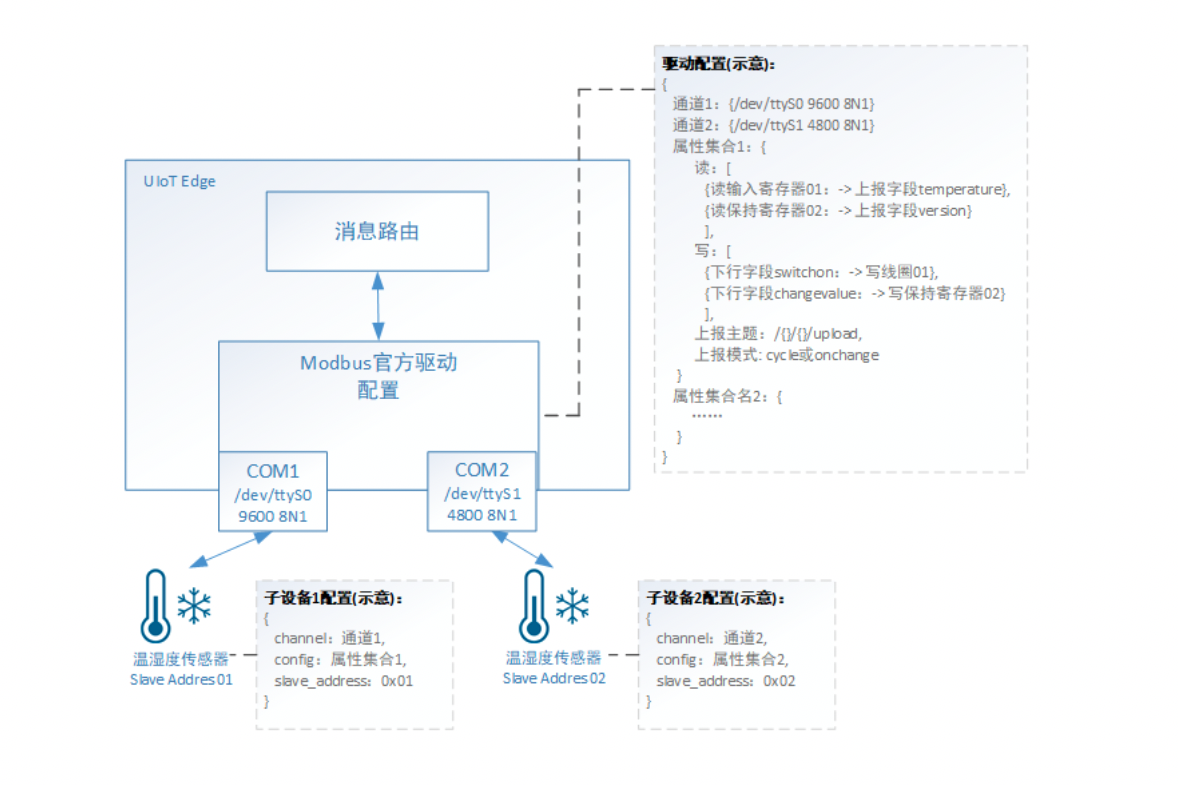 驱动配置(示意)：
{
通道1：{/dev/ttyS0 9600 8N1}
通道2：{/dev/ttyS1 4800 8N1}
属性集合1：{
读：[
{读输入寄存器01：-> 上报字段temperature},
{读保持寄存器02：-> 上报字段version}
],
写：[
{下行字段switchon：-> 写线圈01},
{下行字段changevalue：-> 写保持寄存器02}
],
上报主题：/{}/{}/upload,
上报模式: cycle或onchange
}
属性集合名2：{
……
}
}
UIoT Edge
消息路由
Modbus官方驱动
配置
COM1
/dev/ttyS0
9600 8N1
COM2
/dev/ttyS1
4800 8N1
温湿度传感器
Slave Addres01
子设备1配置(示意)：
{
channel：通道1,
config：属性集合1,
slave_address：0x01
}
温湿度传感器
Slave Addres02
子设备2配置(示意)：
{
channel：通道2,
config：属性集合2,
slave_address：0x02
}